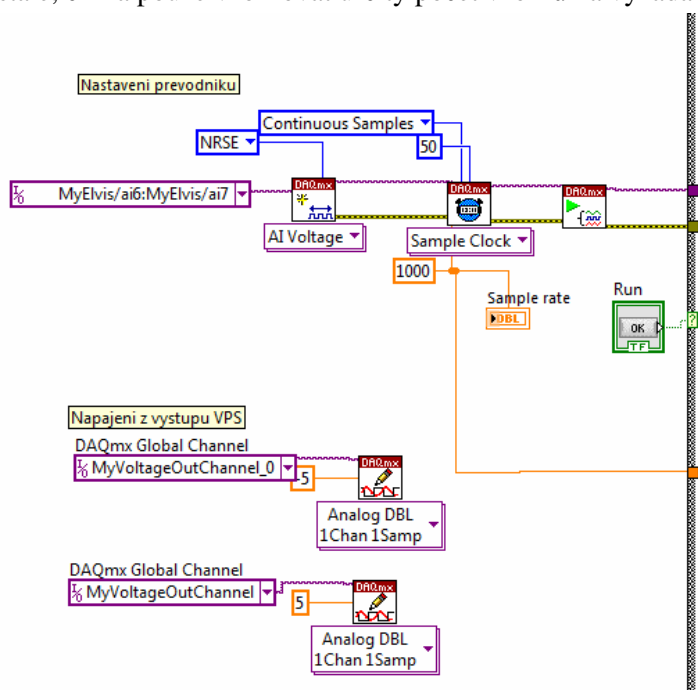 Nastaveni prevodniku
Continuous Samples
NRSE
50
MyElvis/ai6:MyElvis/ai7
DAQmx
DAQmx
DAQmx
AI Voltage
Sample Clock
1000
Sample rate
DBL
Run
OK
TF
?
Napajeni z vystupu VPS
DAQmx Global Channel
MyVoltageOutChannel_0
-5
DAQmx
Analog DBL
1Chan 1Samp
DAQmx Global Channel
MyVoltageOutChannel
5
DAQmx
Analog DBL
1Chan 1Samp